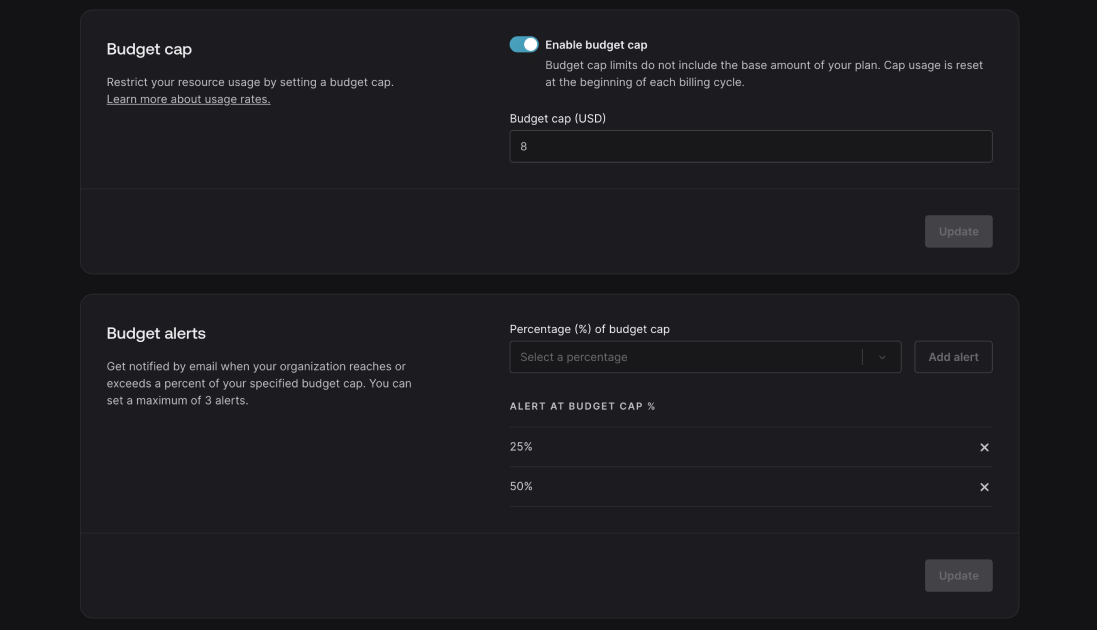 Budget cap
Restrict your resource usage by setting a budget cap.
Learn more about usage rates.
Enable budget cap
Budget cap limits do not include the base amount of your plan. Cap usage is reset
at the beginning of each billing cycle.
Budget cap (USD)
8
Update
Budget alerts
Get notified by email when your organization reaches or
exceeds a percent of your specified budget cap. You can
set a maximum of 3 alerts.
Percentage (%) of budget cap
Select a percentage
Add alert
ALERT AT BUDGET CAP %
25%
50%
Update